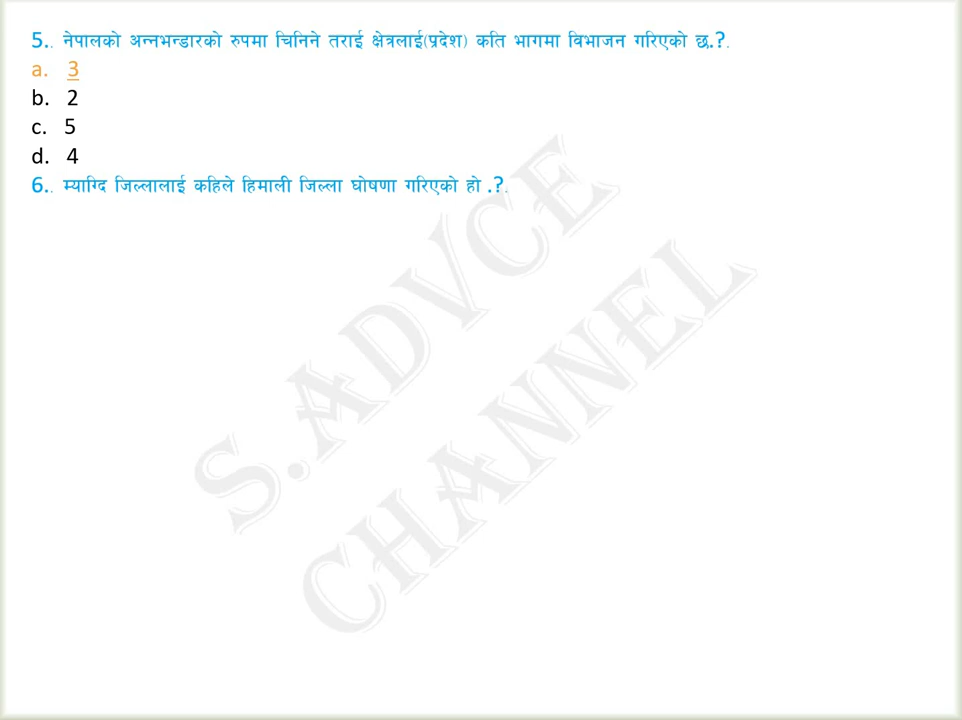 5.. नेपालको अन्नभन्डारको रुपमा चिनिने तराई क्षेत्रलाई(प्रदेश) कति भागमा विभाजन गरिएको छ.?.
a. 3
b. 2
c. 5
d. 4
6.. म्याग्दि जिल्लालाई कहिले हिमाली जिल्ला घोषणा गरिएको हो .?.
S.ADVCE
CHANNEL